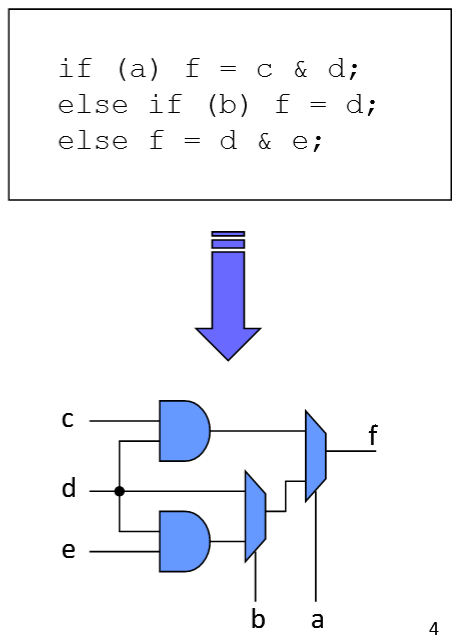 if (a) f = c & d;
else if (b) f = d;
else f = d & e;
c
f
d
e
b a
4